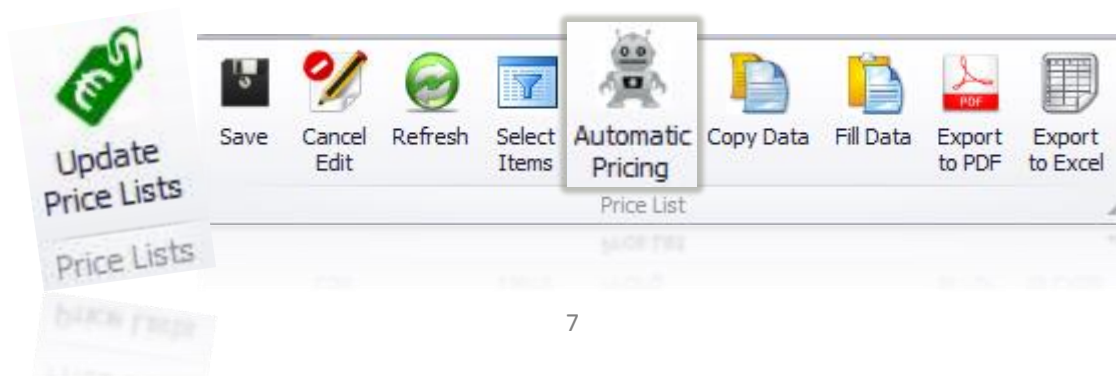 Update
Price Lists
Price Lists
Save
Cancel
Edit
Refresh
Select
Items
Automatic
Pricing
Copy Data
Fill Data
PDF
Export
to PDF
Export
to Excel
Price List
7